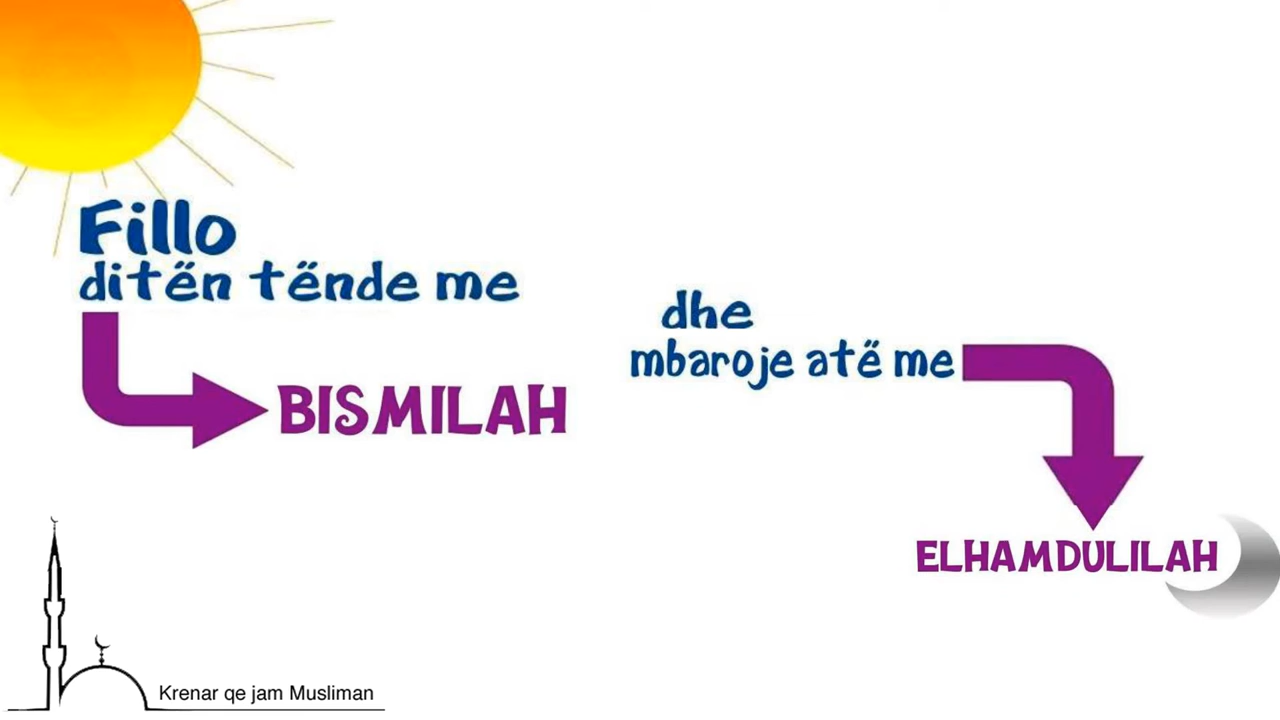 Fillo
ditën tënde me
BISMILAH
dhe
mbaroje atë me
ELHAMDULILAH
Krenar qe jam Musliman